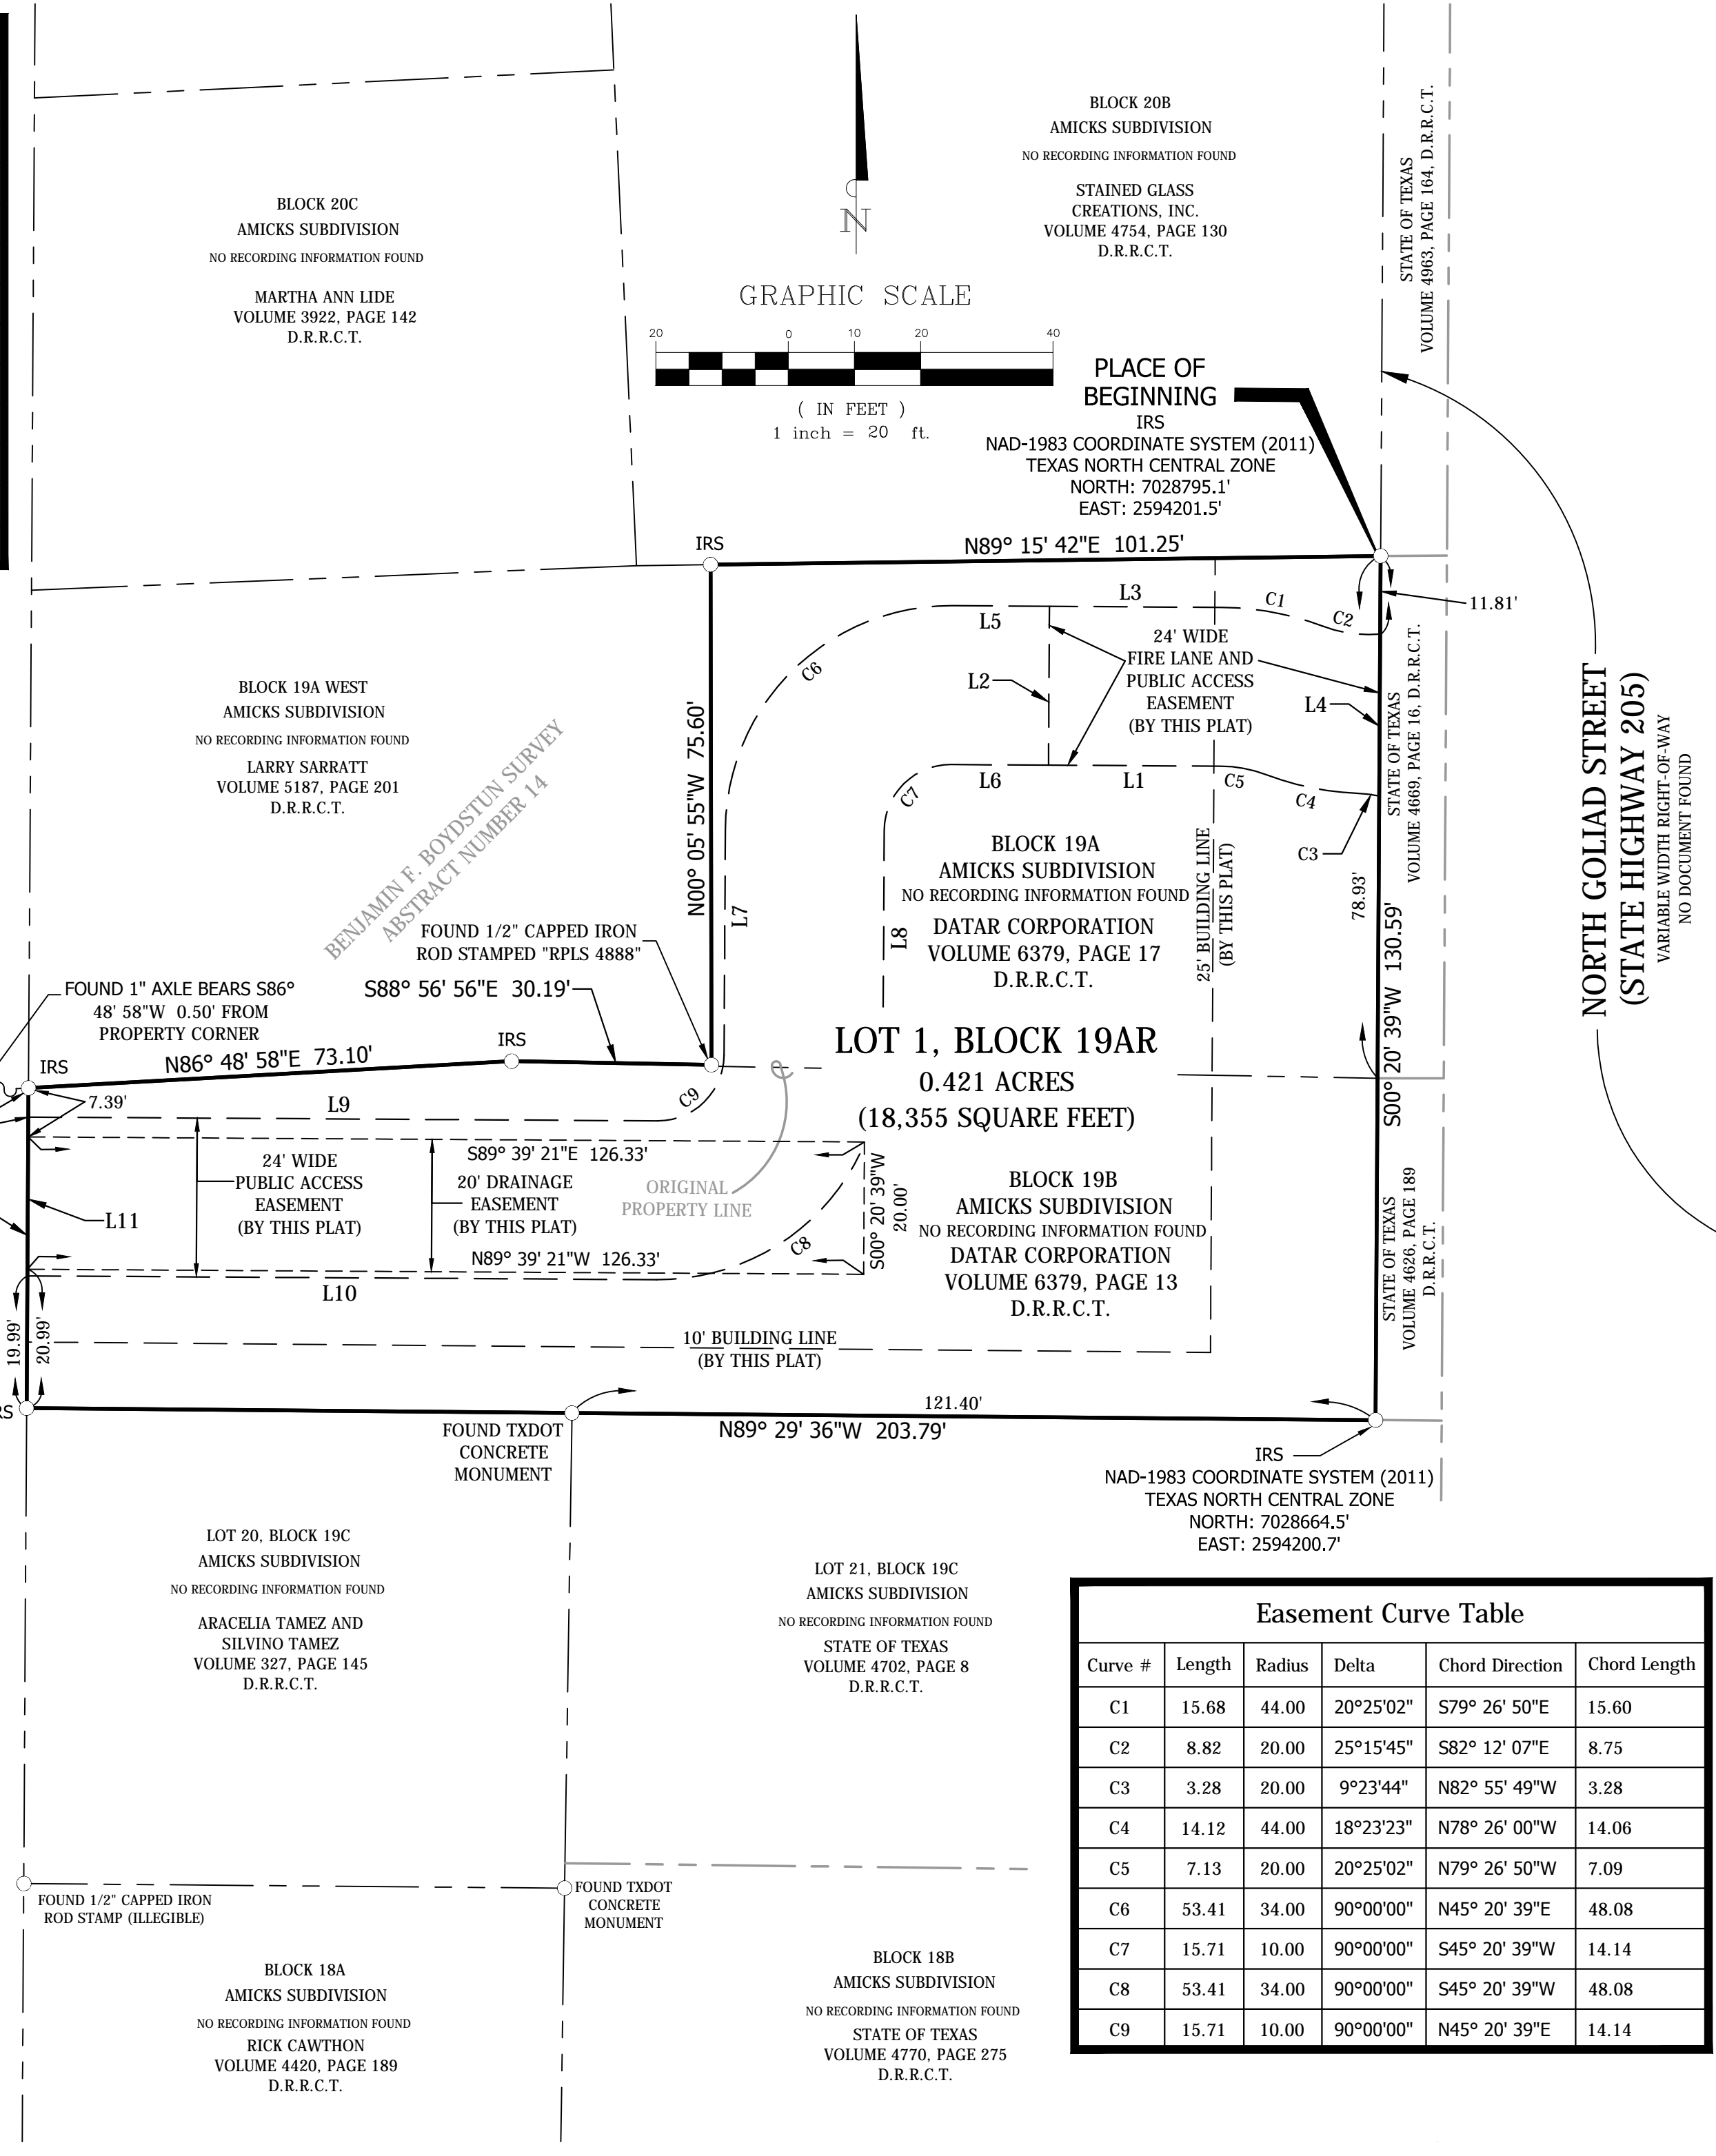 BLOCK 20B
AMICKS SUBDIVISION
NO RECORDING INFORMATION FOUND
STAINED GLASS
CREATIONS, INC.
VOLUME 4754, PAGE 130
D.R.R.C.T.
STATE OF TEXAS
VOLUME 4963, PAGE 164, D.R.R.C.T.
BLOCK 20C
AMICKS SUBDIVISION
NO RECORDING INFORMATION FOUND
MARTHA ANN LIDE
VOLUME 3922, PAGE 142
D.R.R.C.T.
N
GRAPHIC SCALE
20 0 10 20 40
( IN FEET )
1 inch = 20 ft.
PLACE OF
BEGINNING
IRS
NAD-1983 COORDINATE SYSTEM (2011)
TEXAS NORTH CENTRAL ZONE
NORTH: 7028795.1'
EAST: 2594201.5'
IRS
N89° 15' 42"E 101.25'
L3
C1
C2
11.81'
L5
C6
L2
24' WIDE
FIRE LANE AND
PUBLIC ACCESS
EASEMENT
(BY THIS PLAT)
L4
STATE OF TEXAS
VOLUME 4669, PAGE 16, D.R.R.C.T.
NORTH GOLIAD STREET
(STATE HIGHWAY 205)
VARIABLE WIDTH RIGHT-OF-WAY
NO DOCUMENT FOUND
BLOCK 19A WEST
AMICKS SUBDIVISION
NO RECORDING INFORMATION FOUND
LARRY SARRATT
VOLUME 5187, PAGE 201
D.R.R.C.T.
BENJAMIN F. BOYDSTUN SURVEY
ABSTRACT NUMBER 14
N00° 05' 55"W 75.60'
L6
L1
C5
C4
C7
C3
BLOCK 19A
AMICKS SUBDIVISION
NO RECORDING INFORMATION FOUND
DATAR CORPORATION
VOLUME 6379, PAGE 17
D.R.R.C.T.
25' BUILDING LINE
(BY THIS PLAT)
78.93'
S00° 20' 39"W 130.59'
L7
L8
FOUND 1/2" CAPPED IRON
ROD STAMPED "RPLS 4888"
FOUND 1" AXLE BEARS S86°
48' 58"W 0.50' FROM
PROPERTY CORNER
S88° 56' 56"E 30.19'
IRS
N86° 48' 58"E 73.10'
IRS
LOT 1, BLOCK 19AR
0.421 ACRES
(18,355 SQUARE FEET)
7.39'
L9
C9
S89° 39' 21"E 126.33'
24' WIDE
PUBLIC ACCESS
EASEMENT
(BY THIS PLAT)
20' DRAINAGE
EASEMENT
(BY THIS PLAT)
ORIGINAL
PROPERTY LINE
S00° 20' 39"W
20.00'
BLOCK 19B
AMICKS SUBDIVISION
NO RECORDING INFORMATION FOUND
DATAR CORPORATION
VOLUME 6379, PAGE 13
D.R.R.C.T.
STATE OF TEXAS
VOLUME 4626, PAGE 189
D.R.R.C.T.
L11
C8
N89° 39' 21"W 126.33'
L10
19.99'
20.99'
10' BUILDING LINE
(BY THIS PLAT)
RS
121.40'
N89° 29' 36"W 203.79'
FOUND TXDOT
CONCRETE
MONUMENT
IRS
NAD-1983 COORDINATE SYSTEM (2011)
TEXAS NORTH CENTRAL ZONE
NORTH: 7028664.5'
EAST: 2594200.7'
LOT 20, BLOCK 19C
AMICKS SUBDIVISION
NO RECORDING INFORMATION FOUND
ARACELIA TAMEZ AND
SILVINO TAMEZ
VOLUME 327, PAGE 145
D.R.R.C.T.
LOT 21, BLOCK 19C
AMICKS SUBDIVISION
NO RECORDING INFORMATION FOUND
STATE OF TEXAS
VOLUME 4702, PAGE 8
D.R.R.C.T.
FOUND 1/2" CAPPED IRON
ROD STAMP (ILLEGIBLE)
FOUND TXDOT
CONCRETE
MONUMENT
BLOCK 18A
AMICKS SUBDIVISION
NO RECORDING INFORMATION FOUND
RICK CAWTHON
VOLUME 4420, PAGE 189
D.R.R.C.T.
BLOCK 18B
AMICKS SUBDIVISION
NO RECORDING INFORMATION FOUND
STATE OF TEXAS
VOLUME 4770, PAGE 275
D.R.R.C.T.
Easement Curve Table
Curve # Length Radius Delta Chord Direction Chord Length
C1 15.68 44.00 20°25'02" S79° 26' 50"E 15.60
C2 8.82 20.00 25°15'45" S82° 12' 07"E 8.75
C3 3.28 20.00 9°23'44" N82° 55' 49"W 3.28
C4 14.12 44.00 18°23'23" N78° 26' 00"W 14.06
C5 7.13 20.00 20°25'02" N79° 26' 50"W 7.09
C6 53.41 34.00 90°00'00" N45° 20' 39"E 48.08
C7 15.71 10.00 90°00'00" S45° 20' 39"W 14.14
C8 53.41 34.00 90°00'00" S45° 20' 39"W 48.08
C9 15.71 10.00 90°00'00" N45° 20' 39"E 14.14